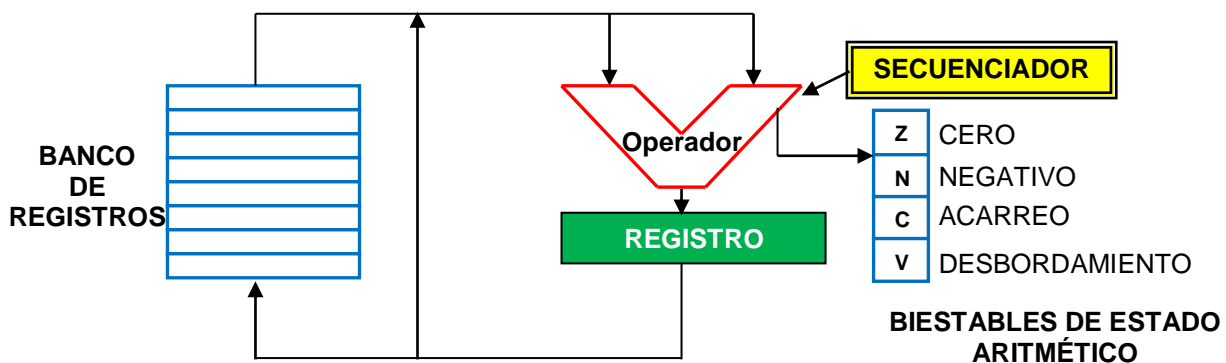 BANCO
DE
REGISTROS
Operador
REGISTRO
SECUENCIADOR
Z CERO
N NEGATIVO
C ACARREO
V DESBORDAMIENTO
BIESTABLES DE ESTADO
ARITMÉTICO